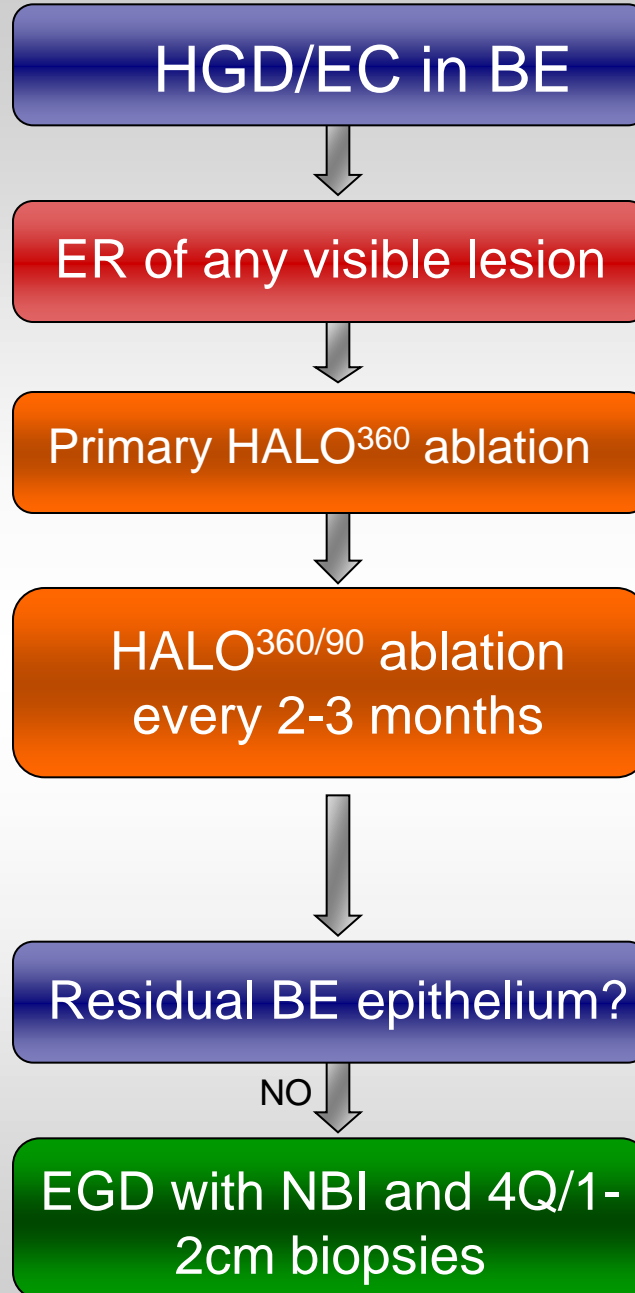 HGD/EC in BE
ER of any visible lesion
Primary HALO³⁶⁰ ablation
HALO³⁶⁰/⁹⁰ ablation
every 2-3 months
Residual BE epithelium?
NO
EGD with NBI and 4Q/1-
2cm biopsies